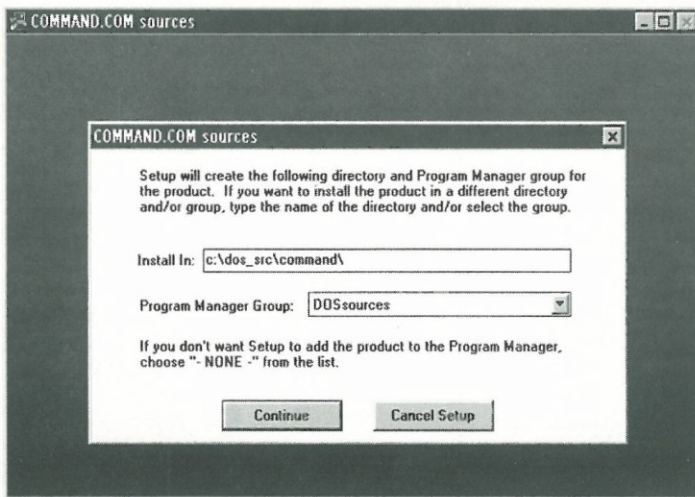 COMMAND.COM sources
COMMAND.COM sources
Setup will create the following directory and Program Manager group for
the product. If you want to install the product in a different directory
and/or group, type the name of the directory and/or select the group.
Install In: c:\dos_src\command\
Program Manager Group: DOSsources
If you don't want Setup to add the product to the Program Manager,
choose "- NONE -" from the list.
Continue Cancel Setup